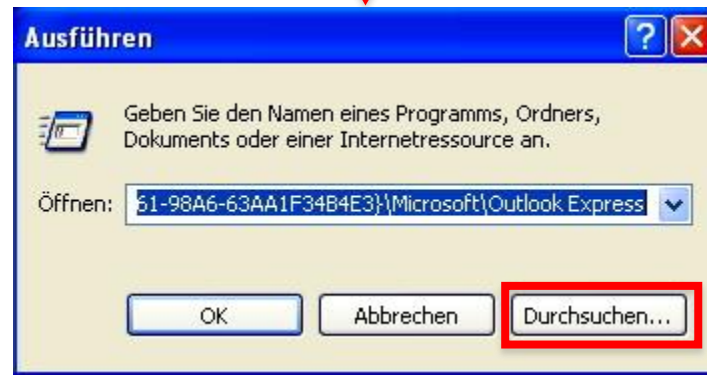 Ausführen
Geben Sie den Namen eines Programms, Ordners,
Dokuments oder einer Internetressource an.
Öffnen: 61-98A6-63AA1F34B4E3}\Microsoft\Outlook Express
OK Abbrechen Durchsuchen...